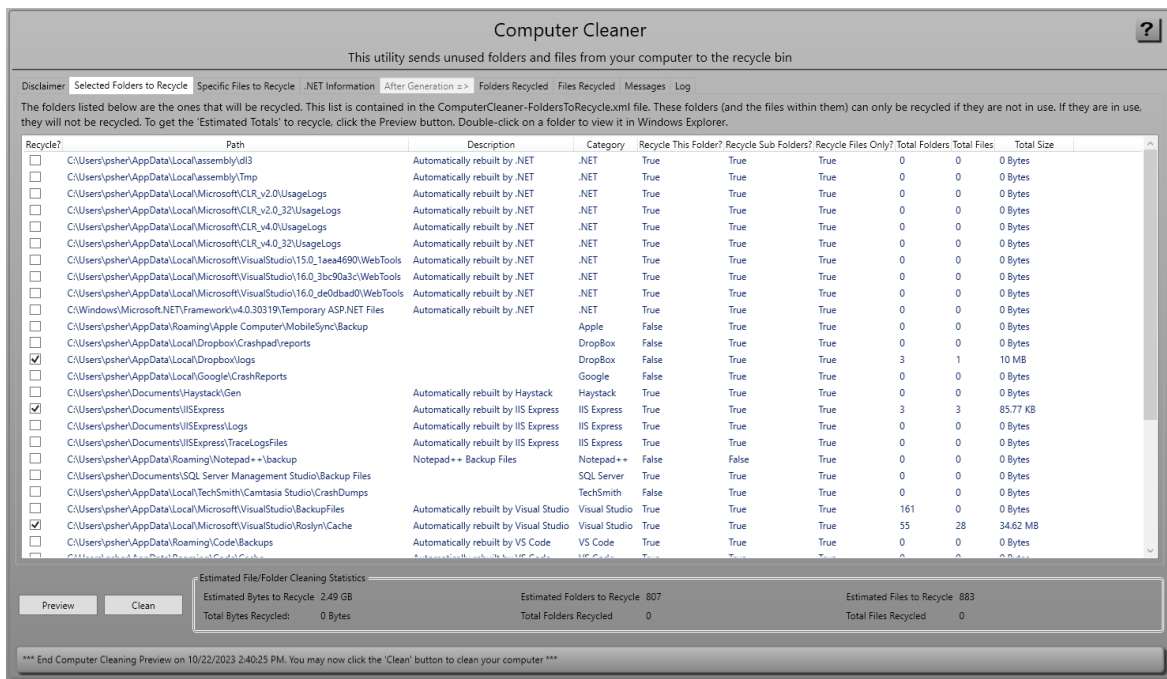 Computer Cleaner
?
This utility sends unused folders and files from your computer to the recycle bin
Disclaimer Selected Folders to Recycle Specific Files to Recycle .NET Information After Generation => Folders Recycled Files Recycled Messages Log
The folders listed below are the ones that will be recycled. This list is contained in the ComputerCleaner-FoldersToRecycle.xml file. These folders (and the files within them) can only be recycled if they are not in use. If they are in use,
they will not be recycled. To get the 'Estimated Totals' to recycle, click the Preview button. Double-click on a folder to view it in Windows Explorer.
Recycle? Path Description Category Recycle This Folder? Recycle Sub Folders? Recycle Files Only? Total Folders Total Files Total Size
C:\Users\psher\AppData\Local\assembly\dl3 Automatically rebuilt by .NET .NET True True True 0 0 0 Bytes
C:\Users\psher\AppData\Local\assembly\Tmp Automatically rebuilt by .NET .NET True True True 0 0 0 Bytes
C:\Users\psher\AppData\Local\Microsoft\CLR_v2.0\UsageLogs Automatically rebuilt by .NET .NET True True True 0 0 0 Bytes
C:\Users\psher\AppData\Local\Microsoft\CLR_v2.0_32\UsageLogs Automatically rebuilt by .NET .NET True True True 0 0 0 Bytes
C:\Users\psher\AppData\Local\Microsoft\CLR_v4.0\UsageLogs Automatically rebuilt by .NET .NET True True True 0 0 0 Bytes
C:\Users\psher\AppData\Local\Microsoft\CLR_v4.0_32\UsageLogs Automatically rebuilt by .NET .NET True True True 0 0 0 Bytes
C:\Users\psher\AppData\Local\Microsoft\VisualStudio\15.0_1aea4690\WebTools Automatically rebuilt by .NET .NET True True True 0 0 0 Bytes
C:\Users\psher\AppData\Local\Microsoft\VisualStudio\16.0_3bc90a3c\WebTools Automatically rebuilt by .NET .NET True True True 0 0 0 Bytes
C:\Users\psher\AppData\Local\Microsoft\VisualStudio\16.0_de0dbad0\WebTools Automatically rebuilt by .NET .NET True True True 0 0 0 Bytes
C:\Windows\Microsoft.NET\Framework\v4.0.30319\Temporary ASP.NET Files Automatically rebuilt by .NET .NET True True True 0 0 0 Bytes
C:\Users\psher\AppData\Roaming\Apple Computer\MobileSync\Backup Apple False True True 0 0 0 Bytes
C:\Users\psher\AppData\Local\Dropbox\Crashpad\reports DropBox False True True 0 0 0 Bytes
C:\Users\psher\AppData\Local\Dropbox\logs DropBox False True True 3 1 10 MB
C:\Users\psher\AppData\Local\Google\CrashReports Google False True True 0 0 0 Bytes
C:\Users\psher\Documents\Haystack\Gen Automatically rebuilt by Haystack Haystack True True True 0 0 0 Bytes
C:\Users\psher\Documents\IISExpress Automatically rebuilt by IIS Express IIS Express True True True 3 3 85.77 KB
C:\Users\psher\Documents\IISExpress\Logs Automatically rebuilt by IIS Express IIS Express True True True 0 0 0 Bytes
C:\Users\psher\Documents\IISExpress\TraceLogsFiles Automatically rebuilt by IIS Express IIS Express True True True 0 0 0 Bytes
C:\Users\psher\AppData\Roaming\Notepad++\backup Notepad++ Backup Files Notepad++ False False True 0 0 0 Bytes
C:\Users\psher\Documents\SQL Server Management Studio\Backup Files SQL Server True True True 0 0 0 Bytes
C:\Users\psher\AppData\Local\TechSmith\Camtasia Studio\CrashDumps TechSmith False True True 0 0 0 Bytes
C:\Users\psher\AppData\Local\Microsoft\VisualStudio\BackupFiles Automatically rebuilt by Visual Studio Visual Studio True True True 161 0 0 Bytes
C:\Users\psher\AppData\Local\Microsoft\VisualStudio\Roslyn\Cache Automatically rebuilt by Visual Studio Visual Studio True True True 55 28 34.62 MB
C:\Users\psher\AppData\Roaming\Code\Backups Automatically rebuilt by VS Code VS Code True True True 0 0 0 Bytes
Estimated File/Folder Cleaning Statistics
Preview Clean
Estimated Bytes to Recycle 2.49 GB Estimated Folders to Recycle 807 Estimated Files to Recycle 883
Total Bytes Recycled: 0 Bytes Total Folders Recycled 0 Total Files Recycled 0
*** End Computer Cleaning Preview on 10/22/2023 2:40:25 PM. You may now click the 'Clean' button to clean your computer ***